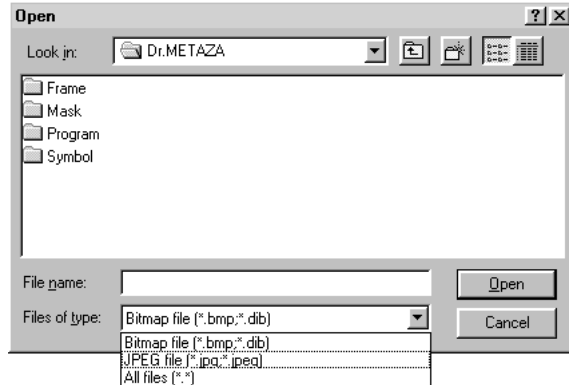 Open
Look in: Dr.METAZA
Frame
Mask
Program
Symbol
File name: Open
Files of type: Bitmap file (*.bmp;*.dib) Cancel
Bitmap file (*.bmp;*.dib)
JPEG file (*.jpg;*.jpeg)
All files (*.*)